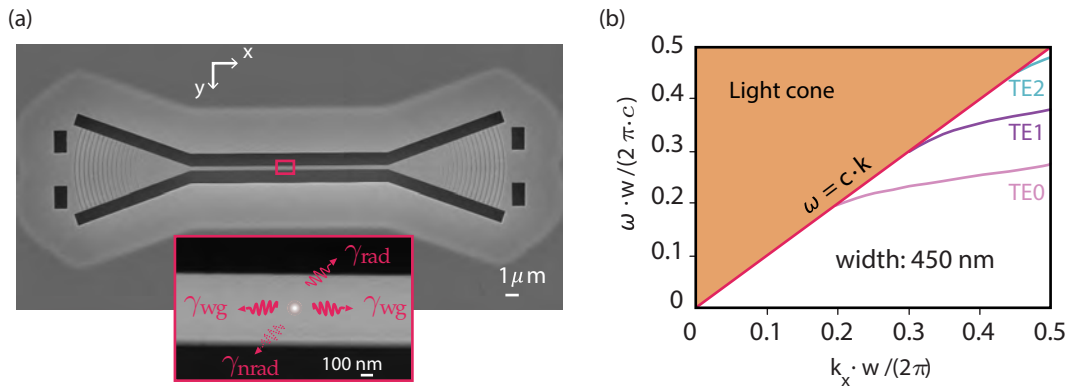 (a)
x
y
1 μm
γrad
γwg
γwg
γnrad
100 nm
(b)
ω · w /(2 π · c)
0.5
0.4
0.3
0.2
0.1
0
Light cone
ω = c · k
TE2
TE1
TE0
width: 450 nm
0 0.1 0.2 0.3 0.4 0.5
kx · w /(2π)